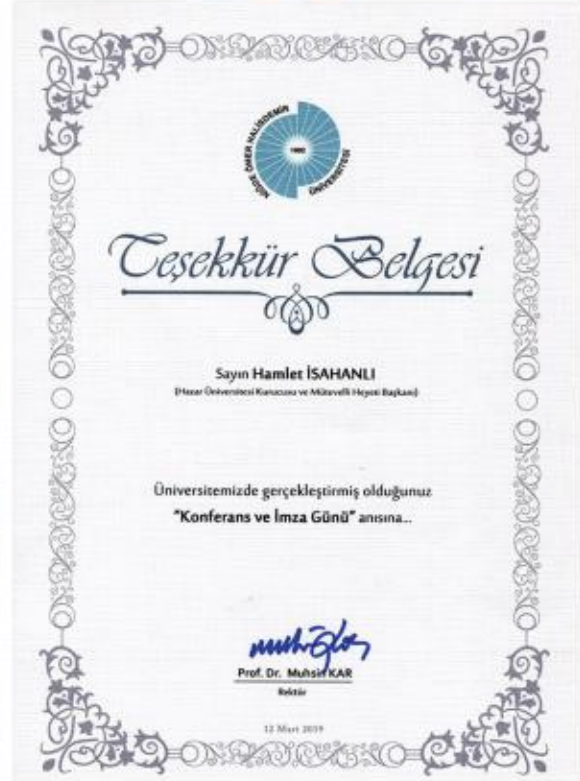 NİĞDE ÖMER HALİSDEMİR
1992
ÜNİVERSİTESİ
Teşekkür Belgesi
Sayın Hamlet İSAHANLI
(Hazar Üniversitesi Kurucusu ve Mütevelli Heyeti Başkanı)
Üniversitemizde gerçekleştirmiş olduğunuz
"Konferans ve İmza Günü" anısına...
Prof. Dr. Muhsin KAR
Rektör
12 Mart 2019